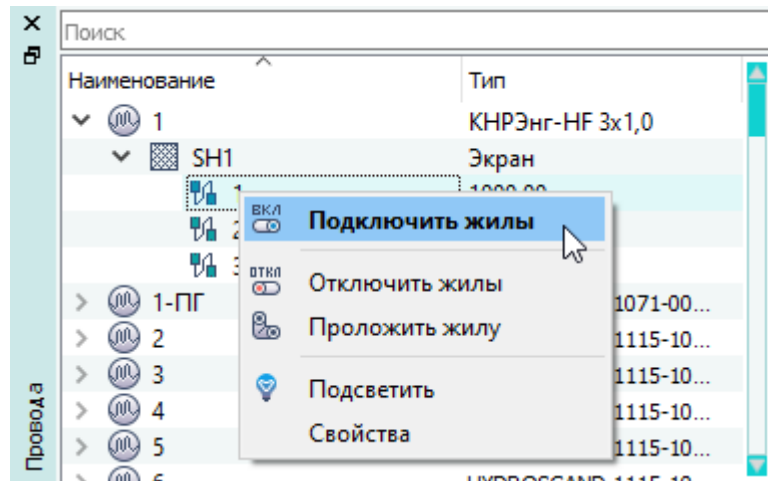 Поиск
Наименование Тип
1 КНРЭнг-HF 3x1,0
SH1 Экран
1
ВКЛ Подключить жилы
2
3
ОТКЛ Отключить жилы
1-ПГ 1071-00...
Проложить жилу
2 1115-10...
3 1115-10...
Подсветить
4 1115-10...
Свойства
5 1115-10...
Провода